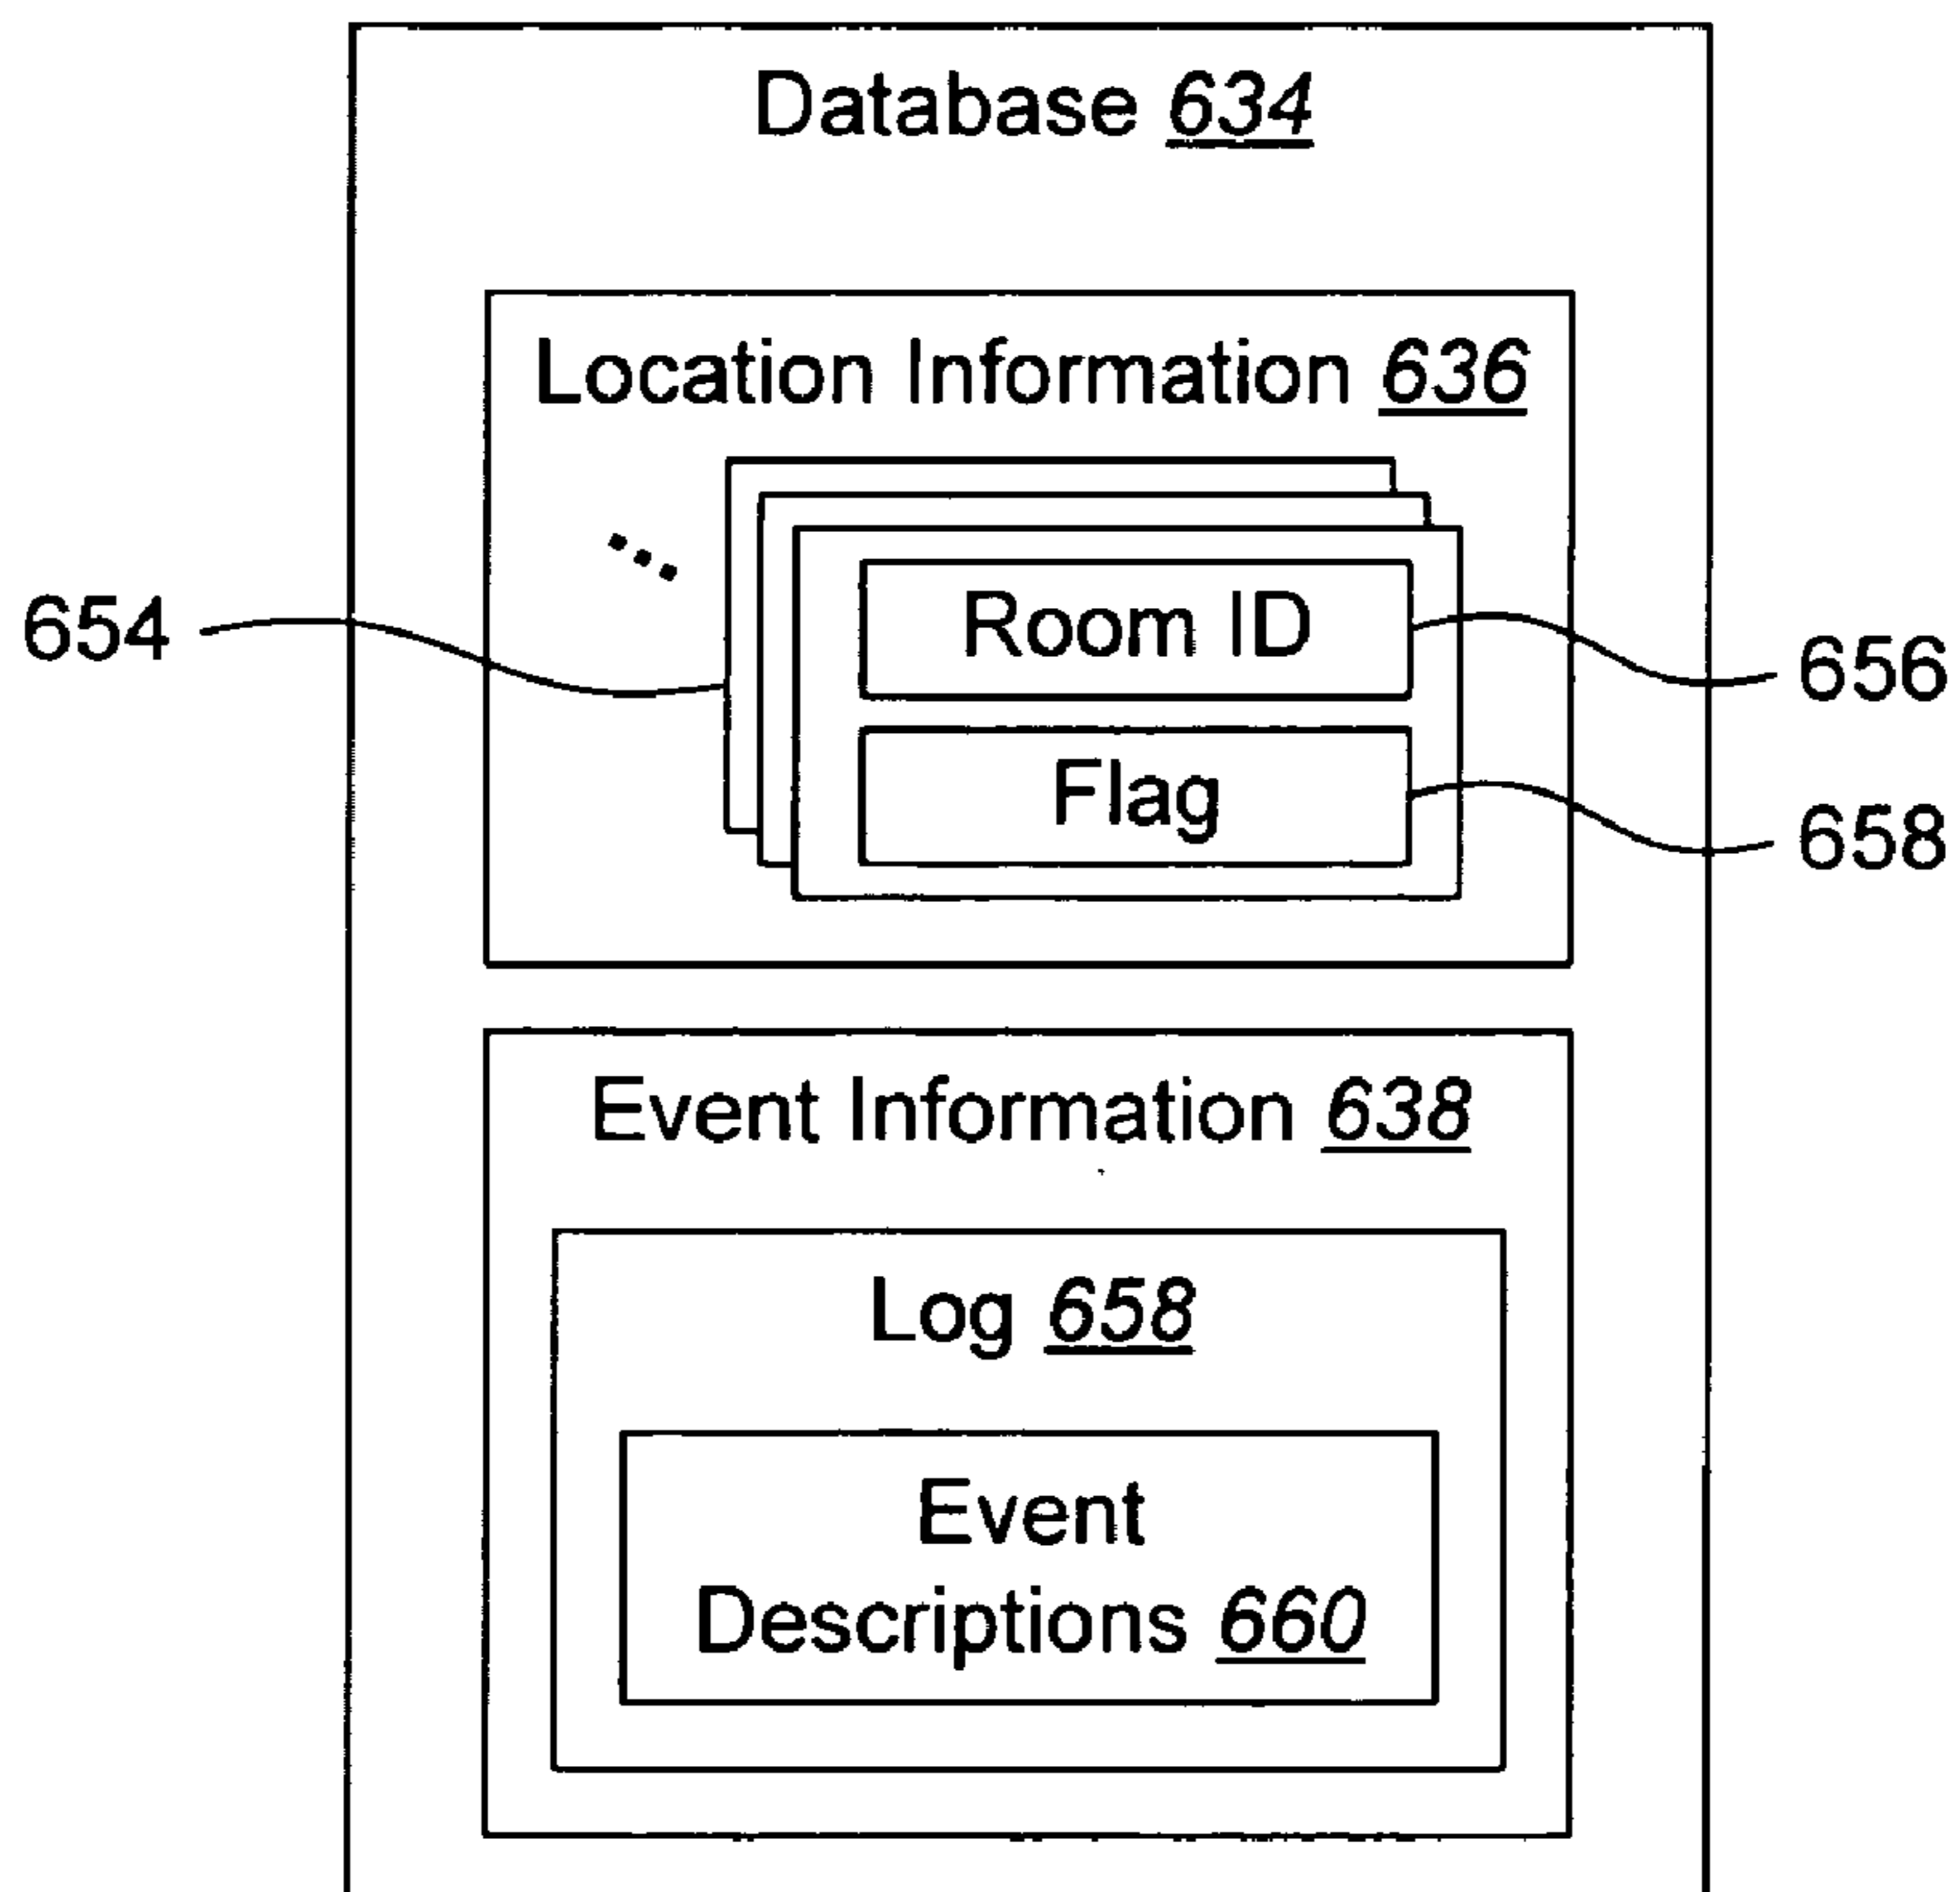 Database 634
Location Information 636
Room ID
654
656
Flag
658
Event Information 638
Log 658
Event
Descriptions 660